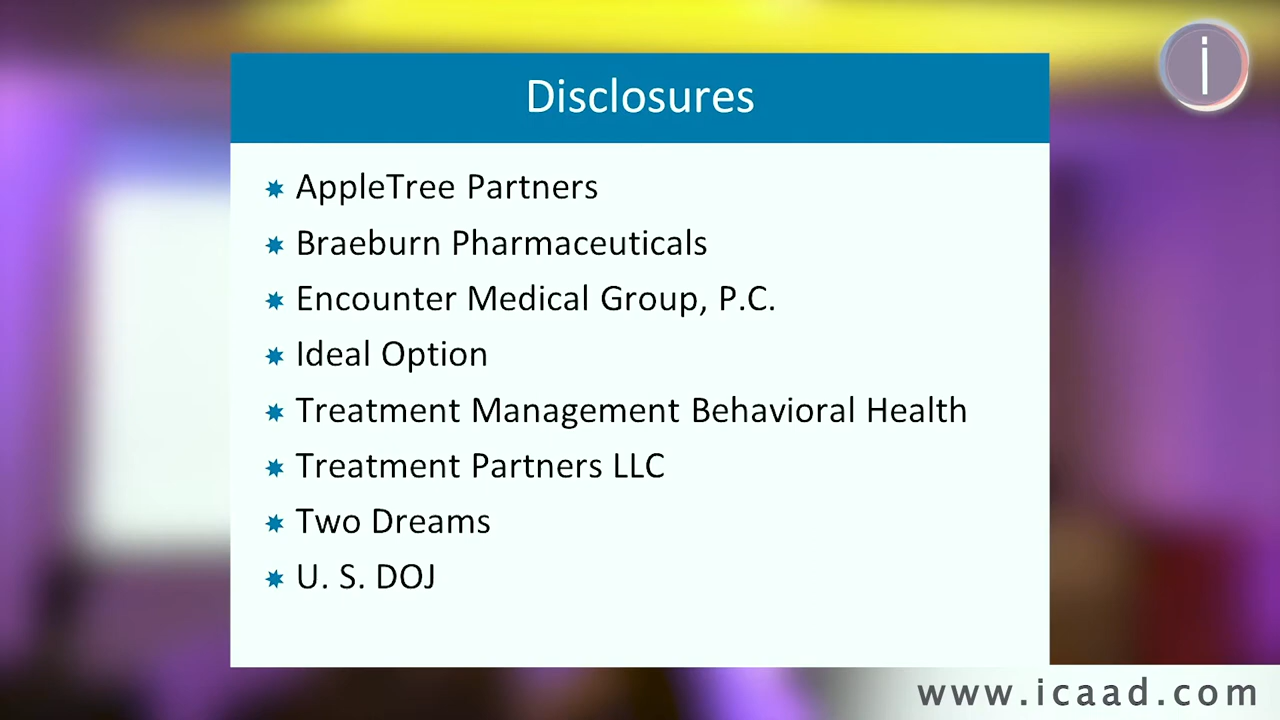 i
Disclosures
AppleTree Partners
Braeburn Pharmaceuticals
Encounter Medical Group, P.C.
Ideal Option
Treatment Management Behavioral Health
Treatment Partners LLC
Two Dreams
U. S. DOJ
www.icaad.com